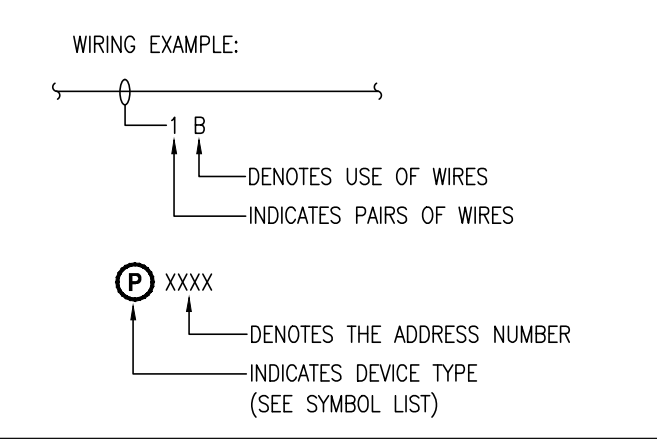 WIRING EXAMPLE:
1 B
DENOTES USE OF WIRES
INDICATES PAIRS OF WIRES
P XXXX
DENOTES THE ADDRESS NUMBER
INDICATES DEVICE TYPE
(SEE SYMBOL LIST)